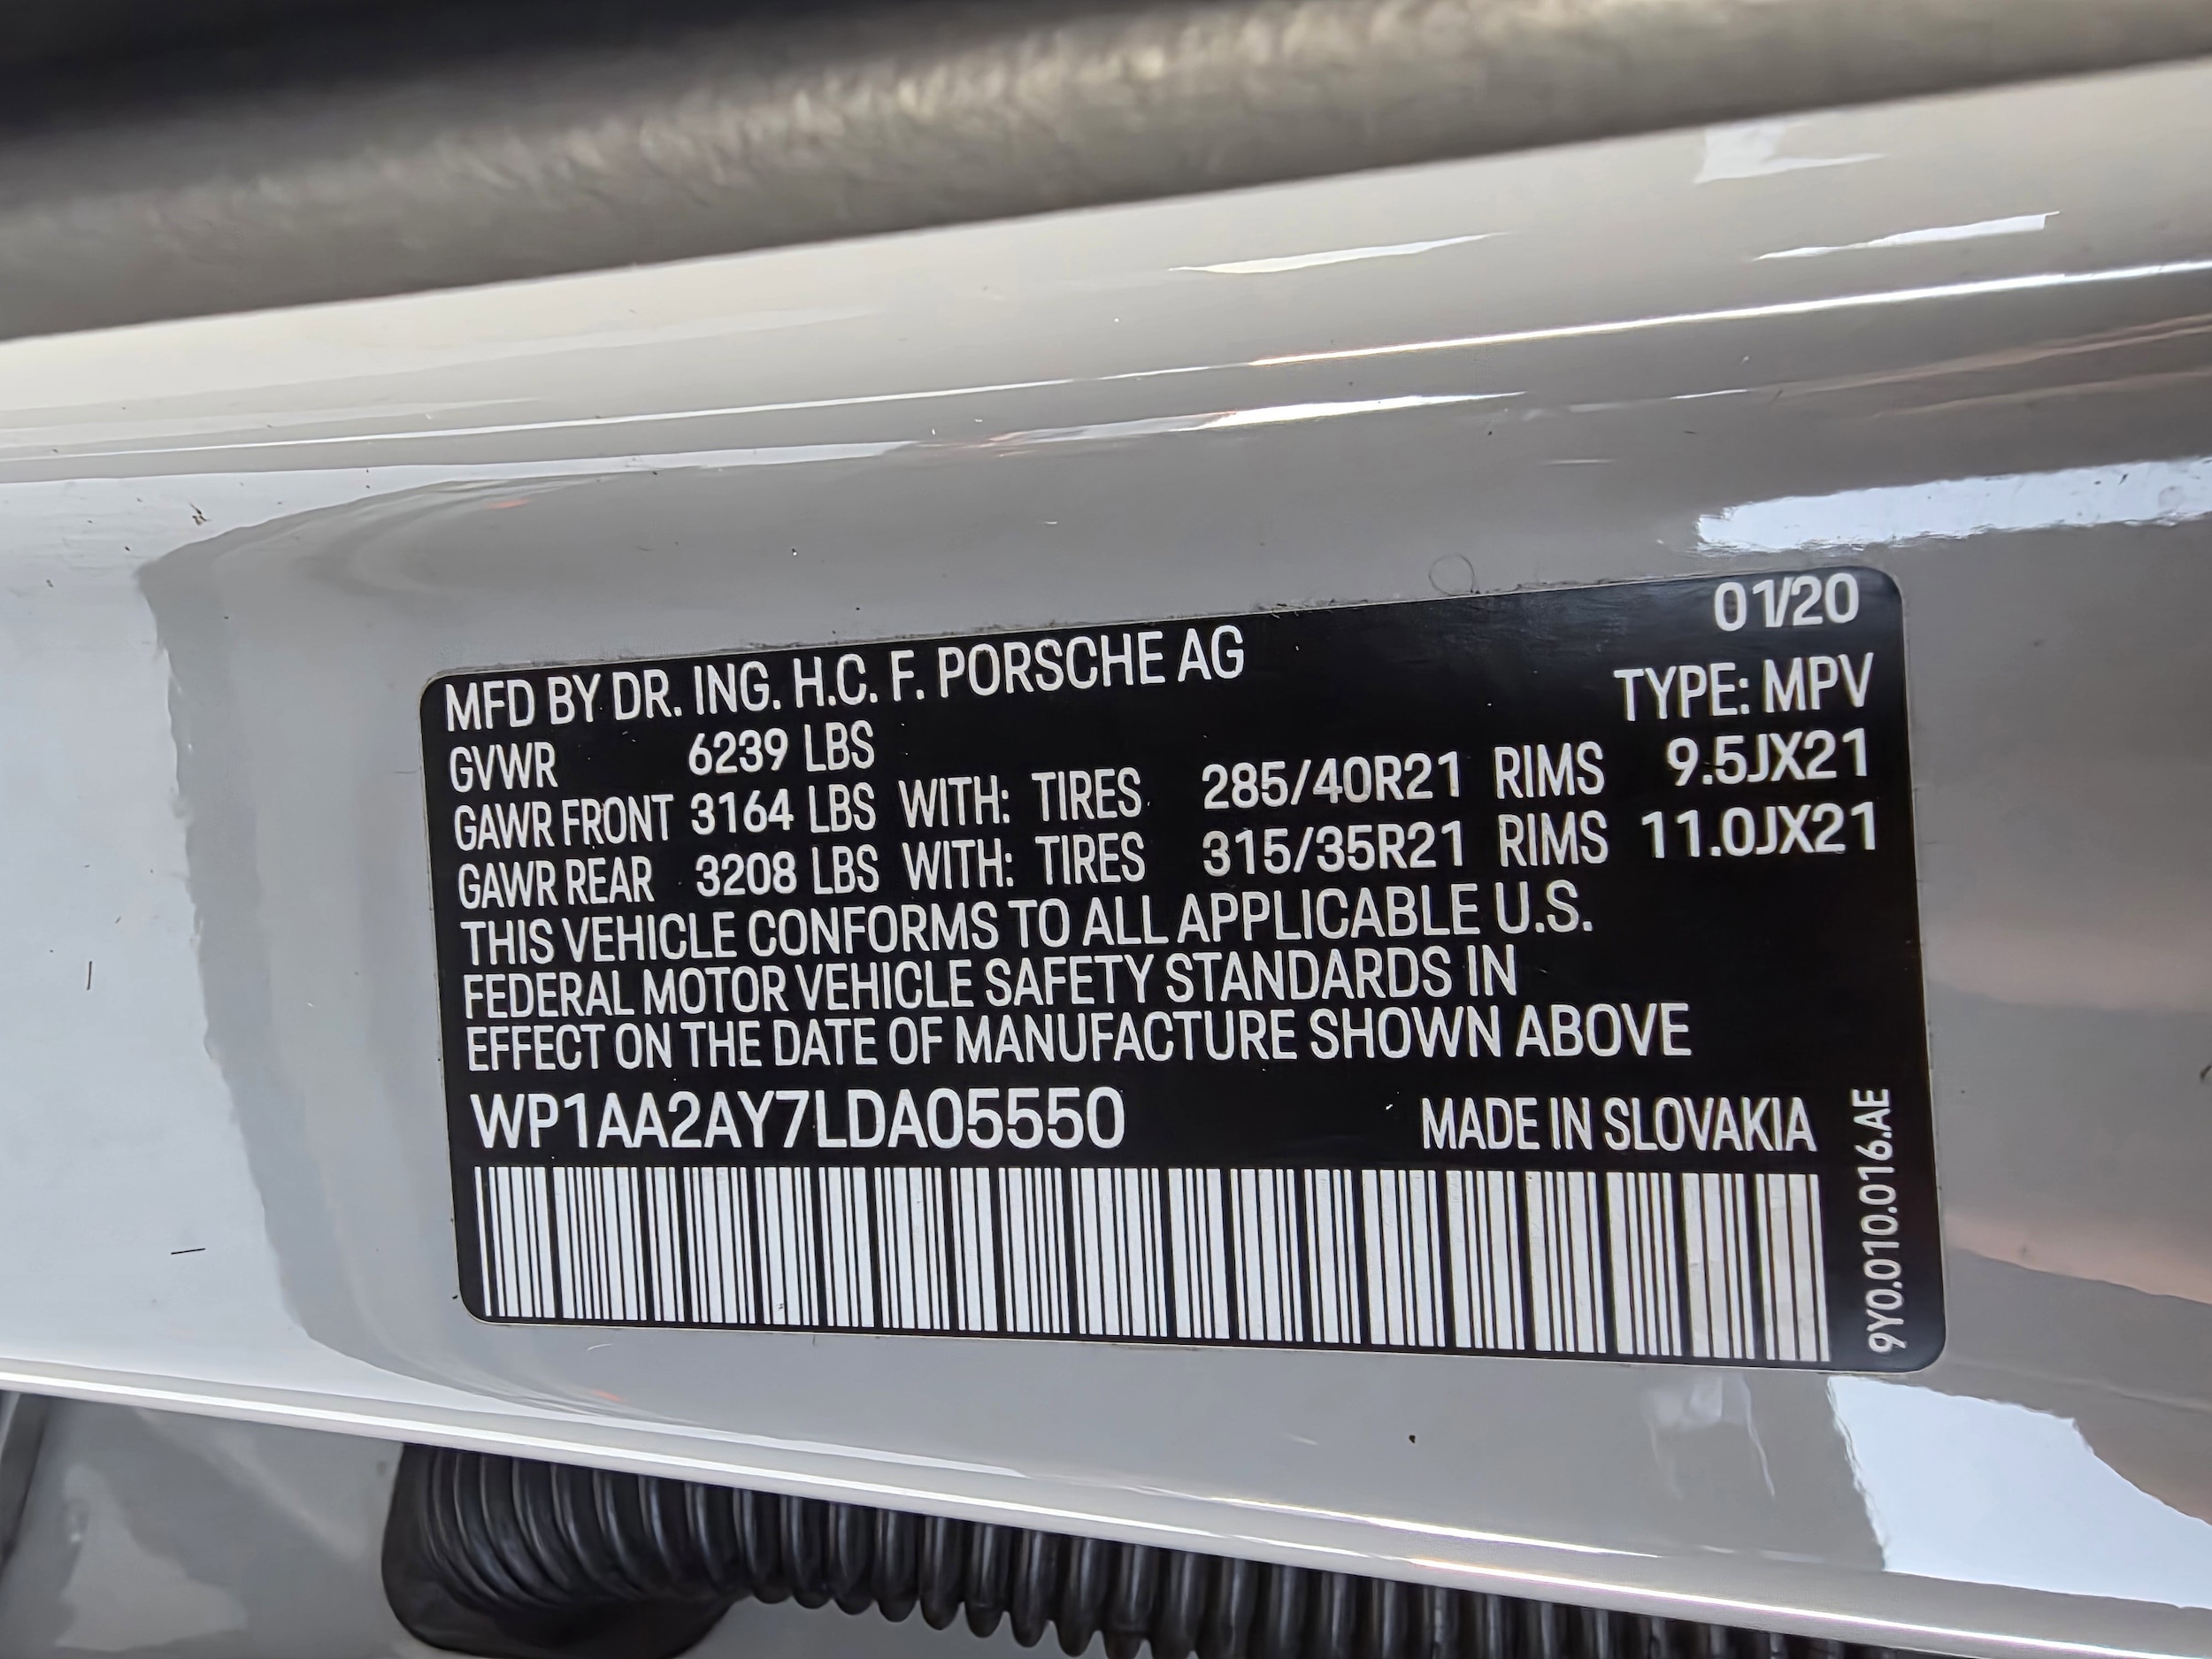 01/20
MFD BY DR. ING. H.C. F. PORSCHE AG
TYPE: MPV
GVWR 6239 LBS
GAWR FRONT 3164 LBS WITH: TIRES 285/40R21 RIMS 9.5JX21
GAWR REAR 3208 LBS WITH: TIRES 315/35R21 RIMS 11.0JX21
THIS VEHICLE CONFORMS TO ALL APPLICABLE U.S.
FEDERAL MOTOR VEHICLE SAFETY STANDARDS IN
EFFECT ON THE DATE OF MANUFACTURE SHOWN ABOVE
WP1AA2AY7LDA05550 MADE IN SLOVAKIA
9Y0.010.016.AE